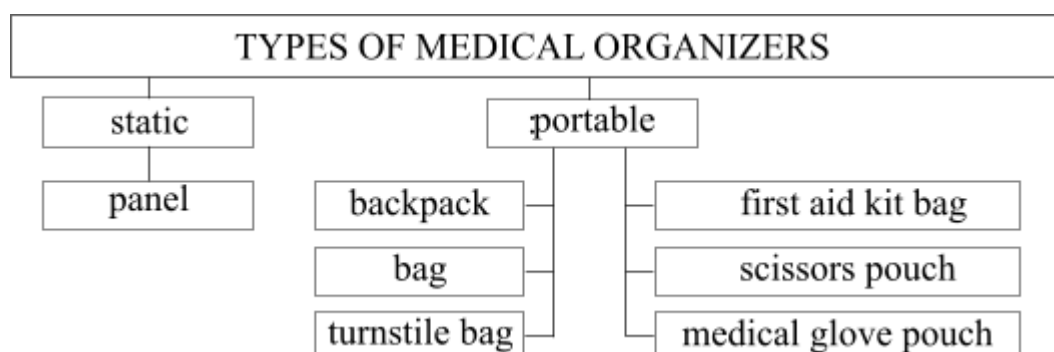 TYPES OF MEDICAL ORGANIZERS
static
:portable
panel
backpack
first aid kit bag
bag
scissors pouch
turnstile bag
medical glove pouch